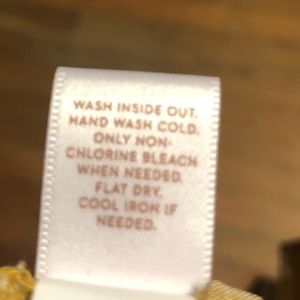 WASH INSIDE OUT.
HAND WASH COLD.
ONLY NON-
CHLORINE BLEACH
WHEN NEEDED.
FLAT DRY.
COOL IRON IF
NEEDED.